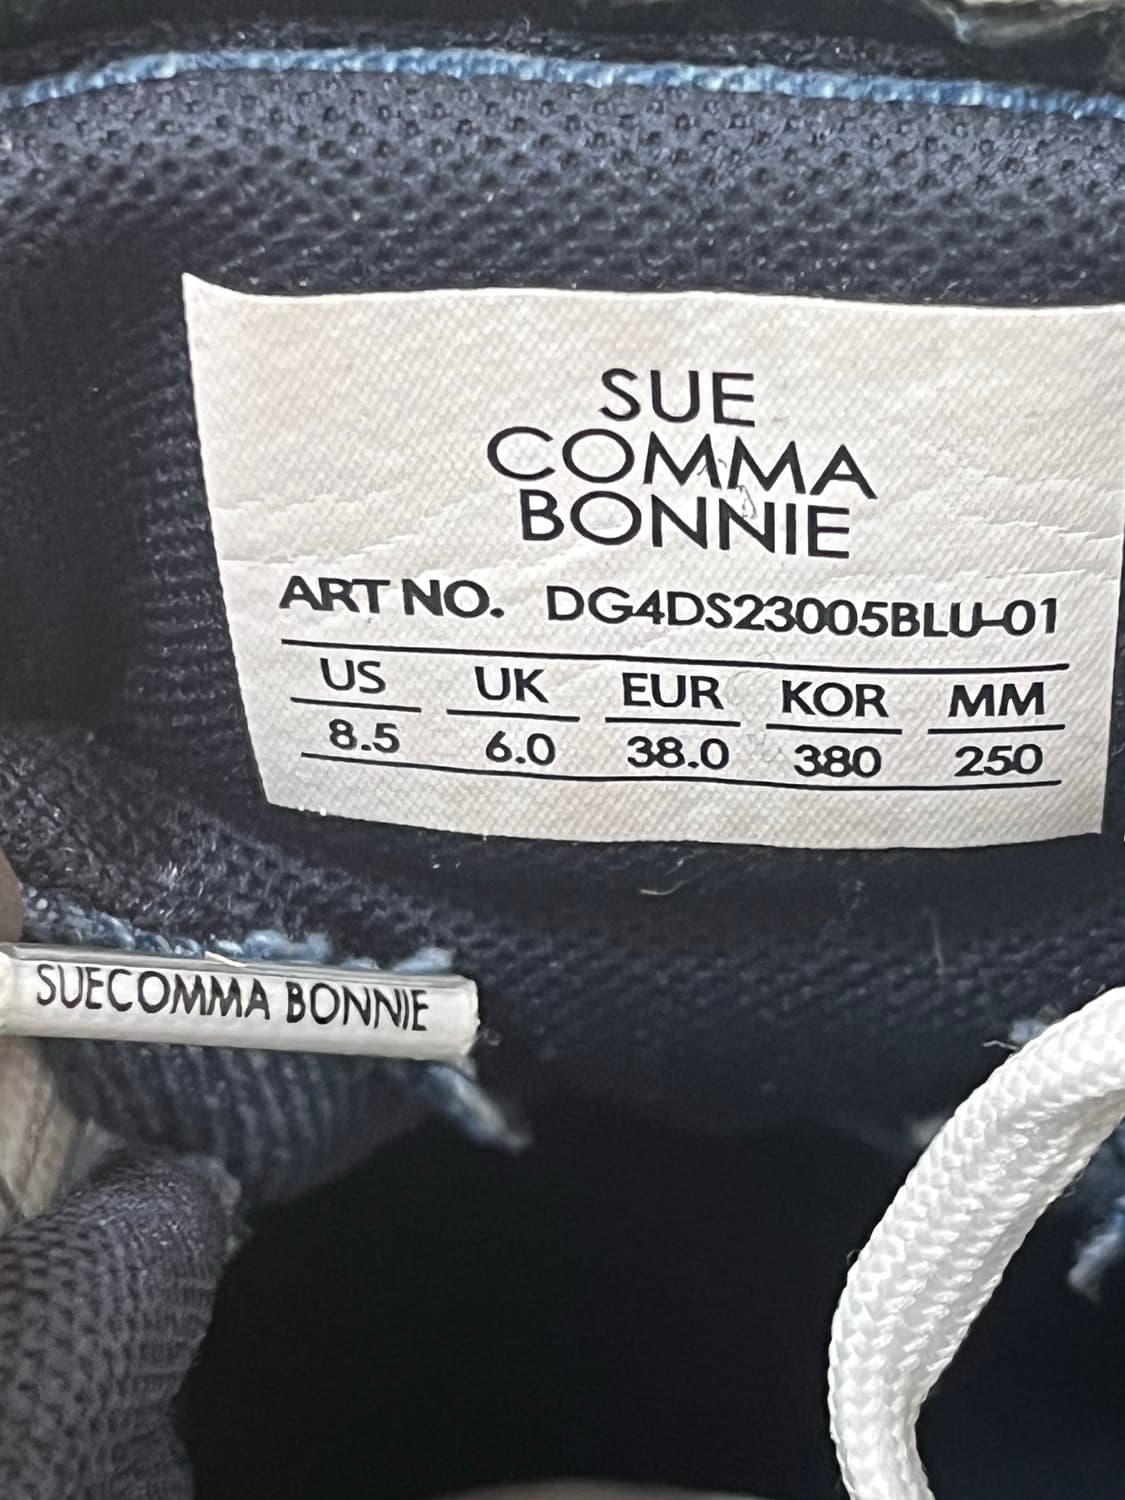 SUE
COMMA
BONNIE
ART NO. DG4DS23005BLU-01
US UK EUR KOR MM
8.5 6.0 38.0 380 250
SUECOMMA BONNIE